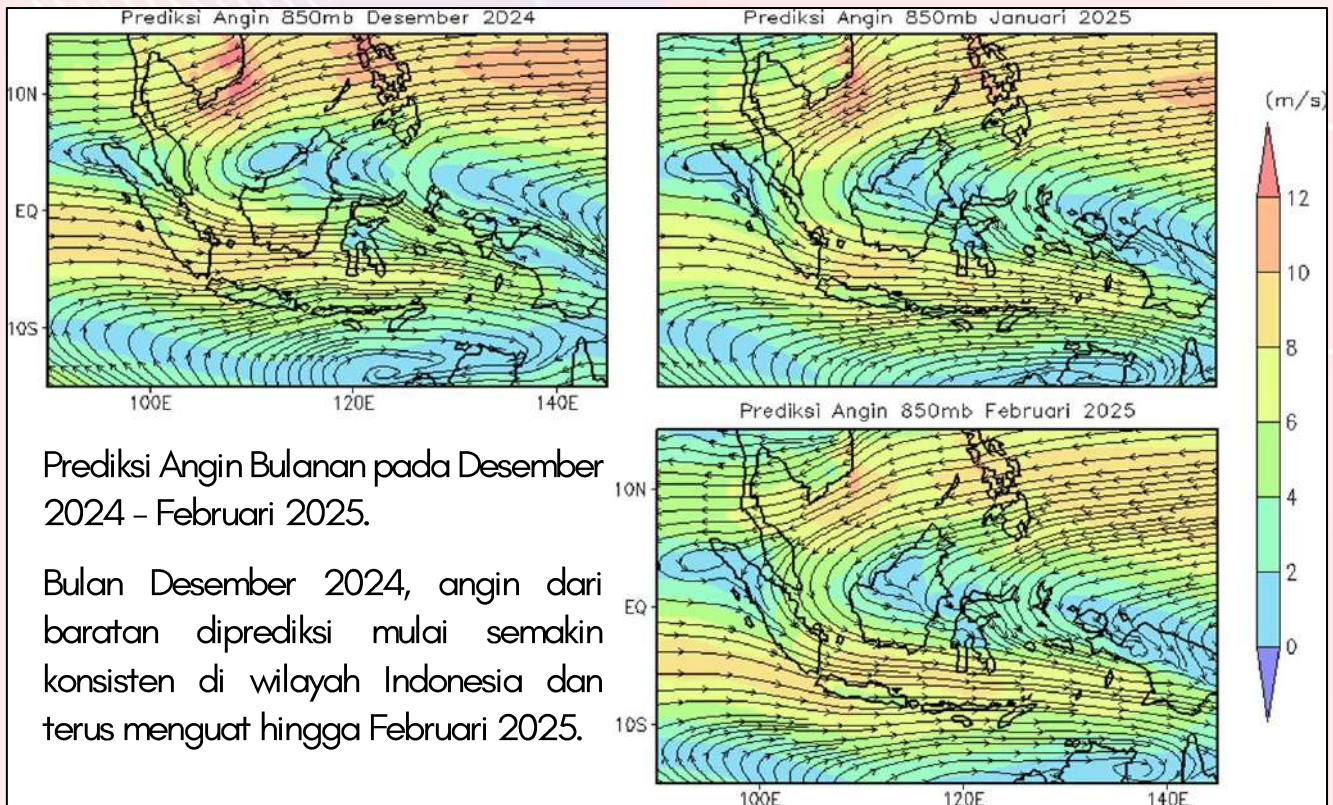 Prediksi Angin 850mb Desember 2024
10N
EQ
10S
100E
120E
140E
Prediksi Angin 850mb Januari 2025
(m/s)
12
10
8
6
4
2
0
Prediksi Angin 850mb Februari 2025
10N
EQ
10S
100E
120E
140E
Prediksi Angin Bulanan pada Desember
2024 – Februari 2025.
Bulan Desember 2024, angin dari
baratan diprediksi mulai semakin
konsisten di wilayah Indonesia dan
terus menguat hingga Februari 2025.